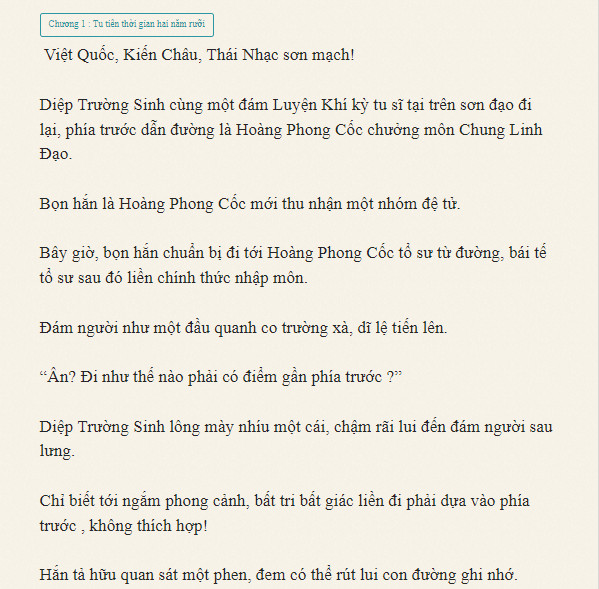 Chương 1 : Tu tiên thời gian hai năm rưỡi
Việt Quốc, Kiến Châu, Thái Nhạc sơn mạch!
Diệp Trường Sinh cùng một đám Luyện Khí kỳ tu sĩ tại trên sơn đạo đi
lại, phía trước dẫn đường là Hoàng Phong Cốc chưởng môn Chung Linh
Đạo.
Bọn hắn là Hoàng Phong Cốc mới thu nhận một nhóm đệ tử.
Bây giờ, bọn hắn chuẩn bị đi tới Hoàng Phong Cốc tổ sư từ đường, bái tế
tổ sư sau đó liền chính thức nhập môn.
Đám người như một đầu quanh co trường xà, dĩ lệ tiến lên.
“Ân? Đi như thế nào phải có điểm gần phía trước ?”
Diệp Trường Sinh lông mày nhíu một cái, chậm rãi lui đến đám người sau
lưng.
Chỉ biết tới ngắm phong cảnh, bất tri bất giác liền đi phải dựa vào phía
trước , không thích hợp!
Hắn tả hữu quan sát một phen, đem có thể rút lui con đường ghi nhớ.